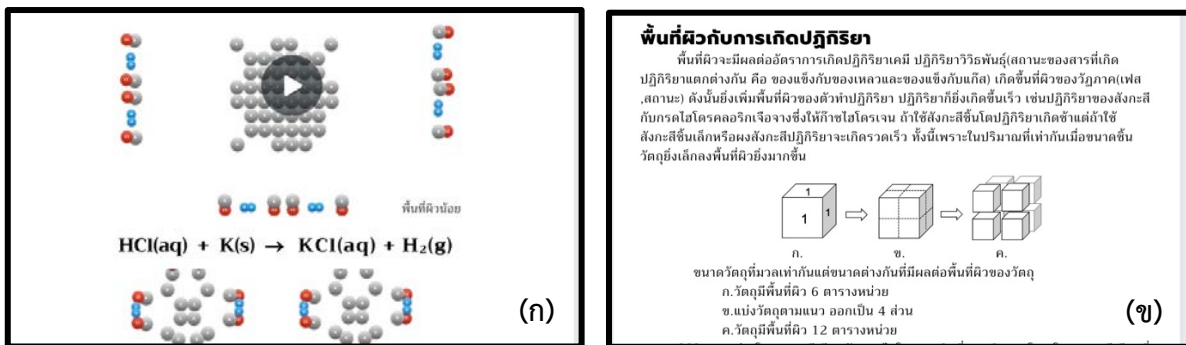 พื้นที่ผิวน้อย
HCl(aq) + K(s) → KCl(aq) + H₂(g)
(ก)
พื้นที่ผิวกับการเกิดปฏิกิริยา
พื้นที่ผิวจะมีผลต่ออัตราการเกิดปฏิกิริยาเคมี ปฏิกิริยาวิวิธพันธุ์(สถานะของสารที่เกิด
ปฏิกิริยาแตกต่างกัน คือ ของแข็งกับของเหลวและของแข็งกับแก๊ส) เกิดขึ้นที่ผิวของวัฏภาค(เฟส
,สถานะ) ดังนั้นยิ่งเพิ่มพื้นที่ผิวของตัวทำปฏิกิริยา ปฏิกิริยาก็ยิ่งเกิดขึ้นเร็ว เช่นปฏิกิริยาของสังกะสี
กับกรดไฮโดรคลอริกเจือจางซึ่งให้ก๊าซไฮโดรเจน ถ้าใช้สังกะสีชิ้นโตปฏิกิริยาเกิดช้าแต่ถ้าใช้
สังกะสีชิ้นเล็กหรือผงสังกะสีปฏิกิริยาจะเกิดรวดเร็ว ทั้งนี้เพราะในปริมาณที่เท่ากันเมื่อขนาดชิ้น
วัตถุยิ่งเล็กลงพื้นที่ผิวยิ่งมากขึ้น
1
1 1
ก. ข. ค.
ขนาดวัตถุที่มวลเท่ากันแต่ขนาดต่างกันที่มีผลต่อพื้นที่ผิวของวัตถุ
ก.วัตถุมีพื้นที่ผิว 6 ตารางหน่วย
ข.แบ่งวัตถุตามแนว ออกเป็น 4 ส่วน
ค.วัตถุมีพื้นที่ผิว 12 ตารางหน่วย
(ข)